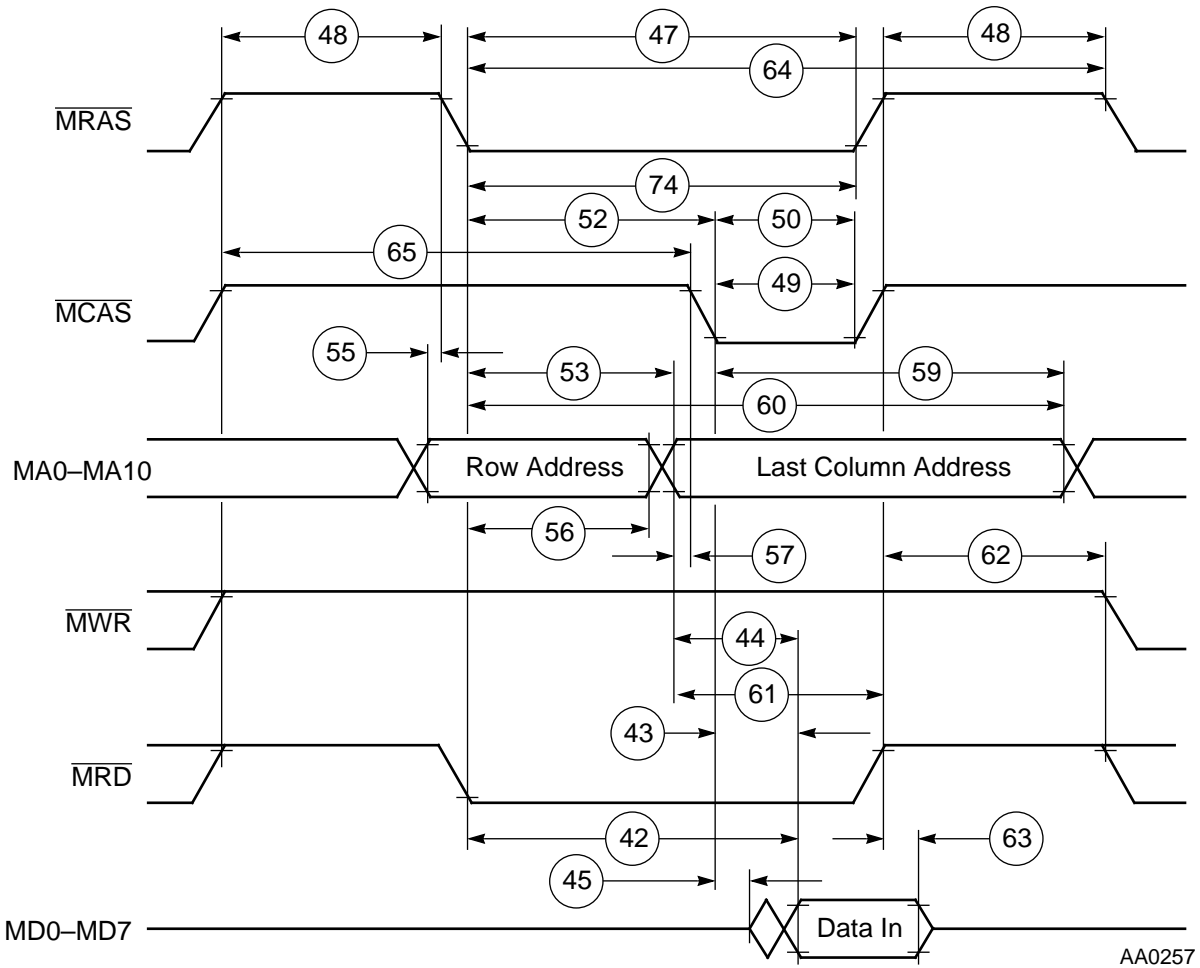 48
47
48
64
MRAS
74
52
50
65
49
MCAS
55
53
59
60
MA0–MA10
Row Address
Last Column Address
56
57
62
MWR
44
61
43
MRD
42
63
45
MD0–MD7
Data In
AA0257